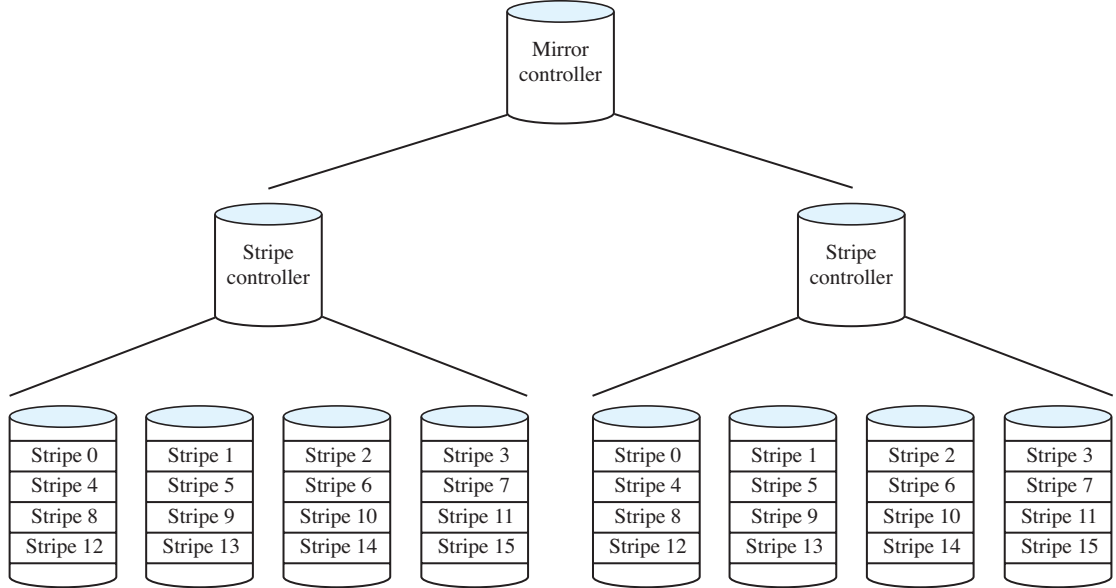 Mirror
controller
Stripe
controller
Stripe
controller
Stripe 0 Stripe 1 Stripe 2 Stripe 3 Stripe 0 Stripe 1 Stripe 2 Stripe 3
Stripe 4 Stripe 5 Stripe 6 Stripe 7 Stripe 4 Stripe 5 Stripe 6 Stripe 7
Stripe 8 Stripe 9 Stripe 10 Stripe 11 Stripe 8 Stripe 9 Stripe 10 Stripe 11
Stripe 12 Stripe 13 Stripe 14 Stripe 15 Stripe 12 Stripe 13 Stripe 14 Stripe 15